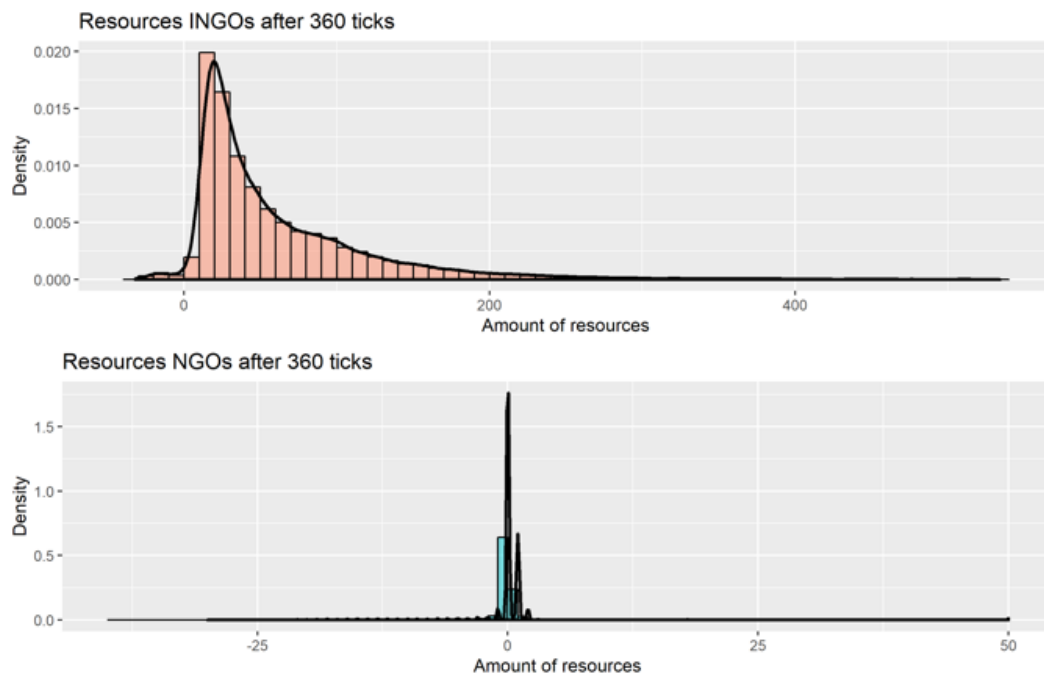 Resources INGOs after 360 ticks
0.020
0.015
0.010
0.005
0.000
Density
0 200 400
Amount of resources
Resources NGOs after 360 ticks
1.5
1.0
0.5
0.0
Density
-25 0 25 50
Amount of resources